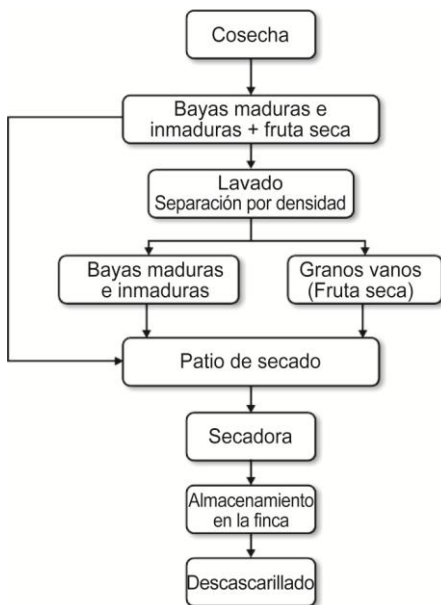 Cosecha
Bayas maduras e
inmaduras + fruta seca
Lavado
Separación por densidad
Bayas maduras
e inmaduras
Granos vanos
(Fruta seca)
Patio de secado
Secadora
Almacenamiento
en la finca
Descascarillado